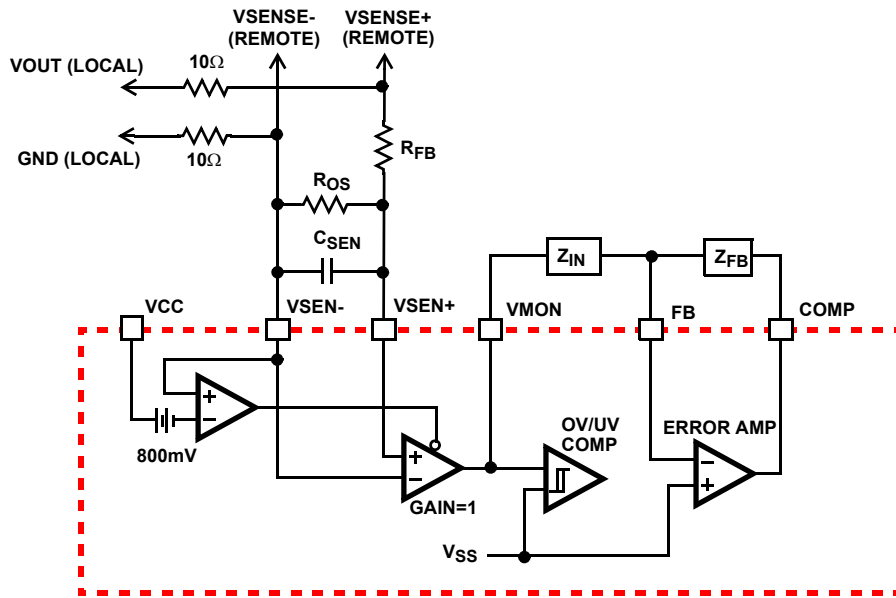 VSENSE-
(REMOTE)
VSENSE+
(REMOTE)
VOUT (LOCAL)
10Ω
GND (LOCAL)
10Ω
RFB
ROS
CSEN
ZIN
ZFB
VCC
VSEN-
VSEN+
VMON
FB
COMP
+
-
800mV
+
-
GAIN=1
OV/UV
COMP
ERROR AMP
-
+
VSS